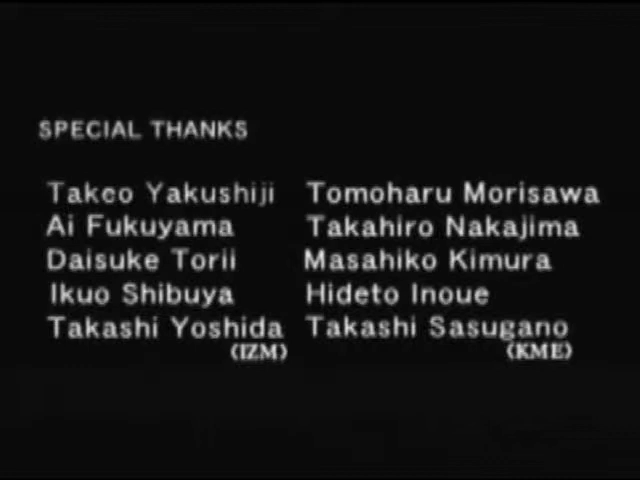 SPECIAL THANKS
Takeo Yakushiji Tomoharu Morisawa
Ai Fukuyama Takahiro Nakajima
Daisuke Torii Masahiko Kimura
Ikuo Shibuya Hideto Inoue
Takashi Yoshida Takashi Sasugano
(IZM) (KME)